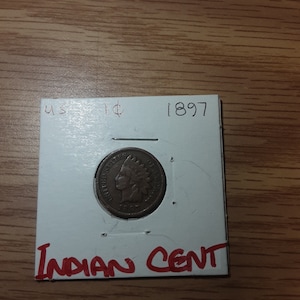 US 1¢ 1897
INDIAN CENT